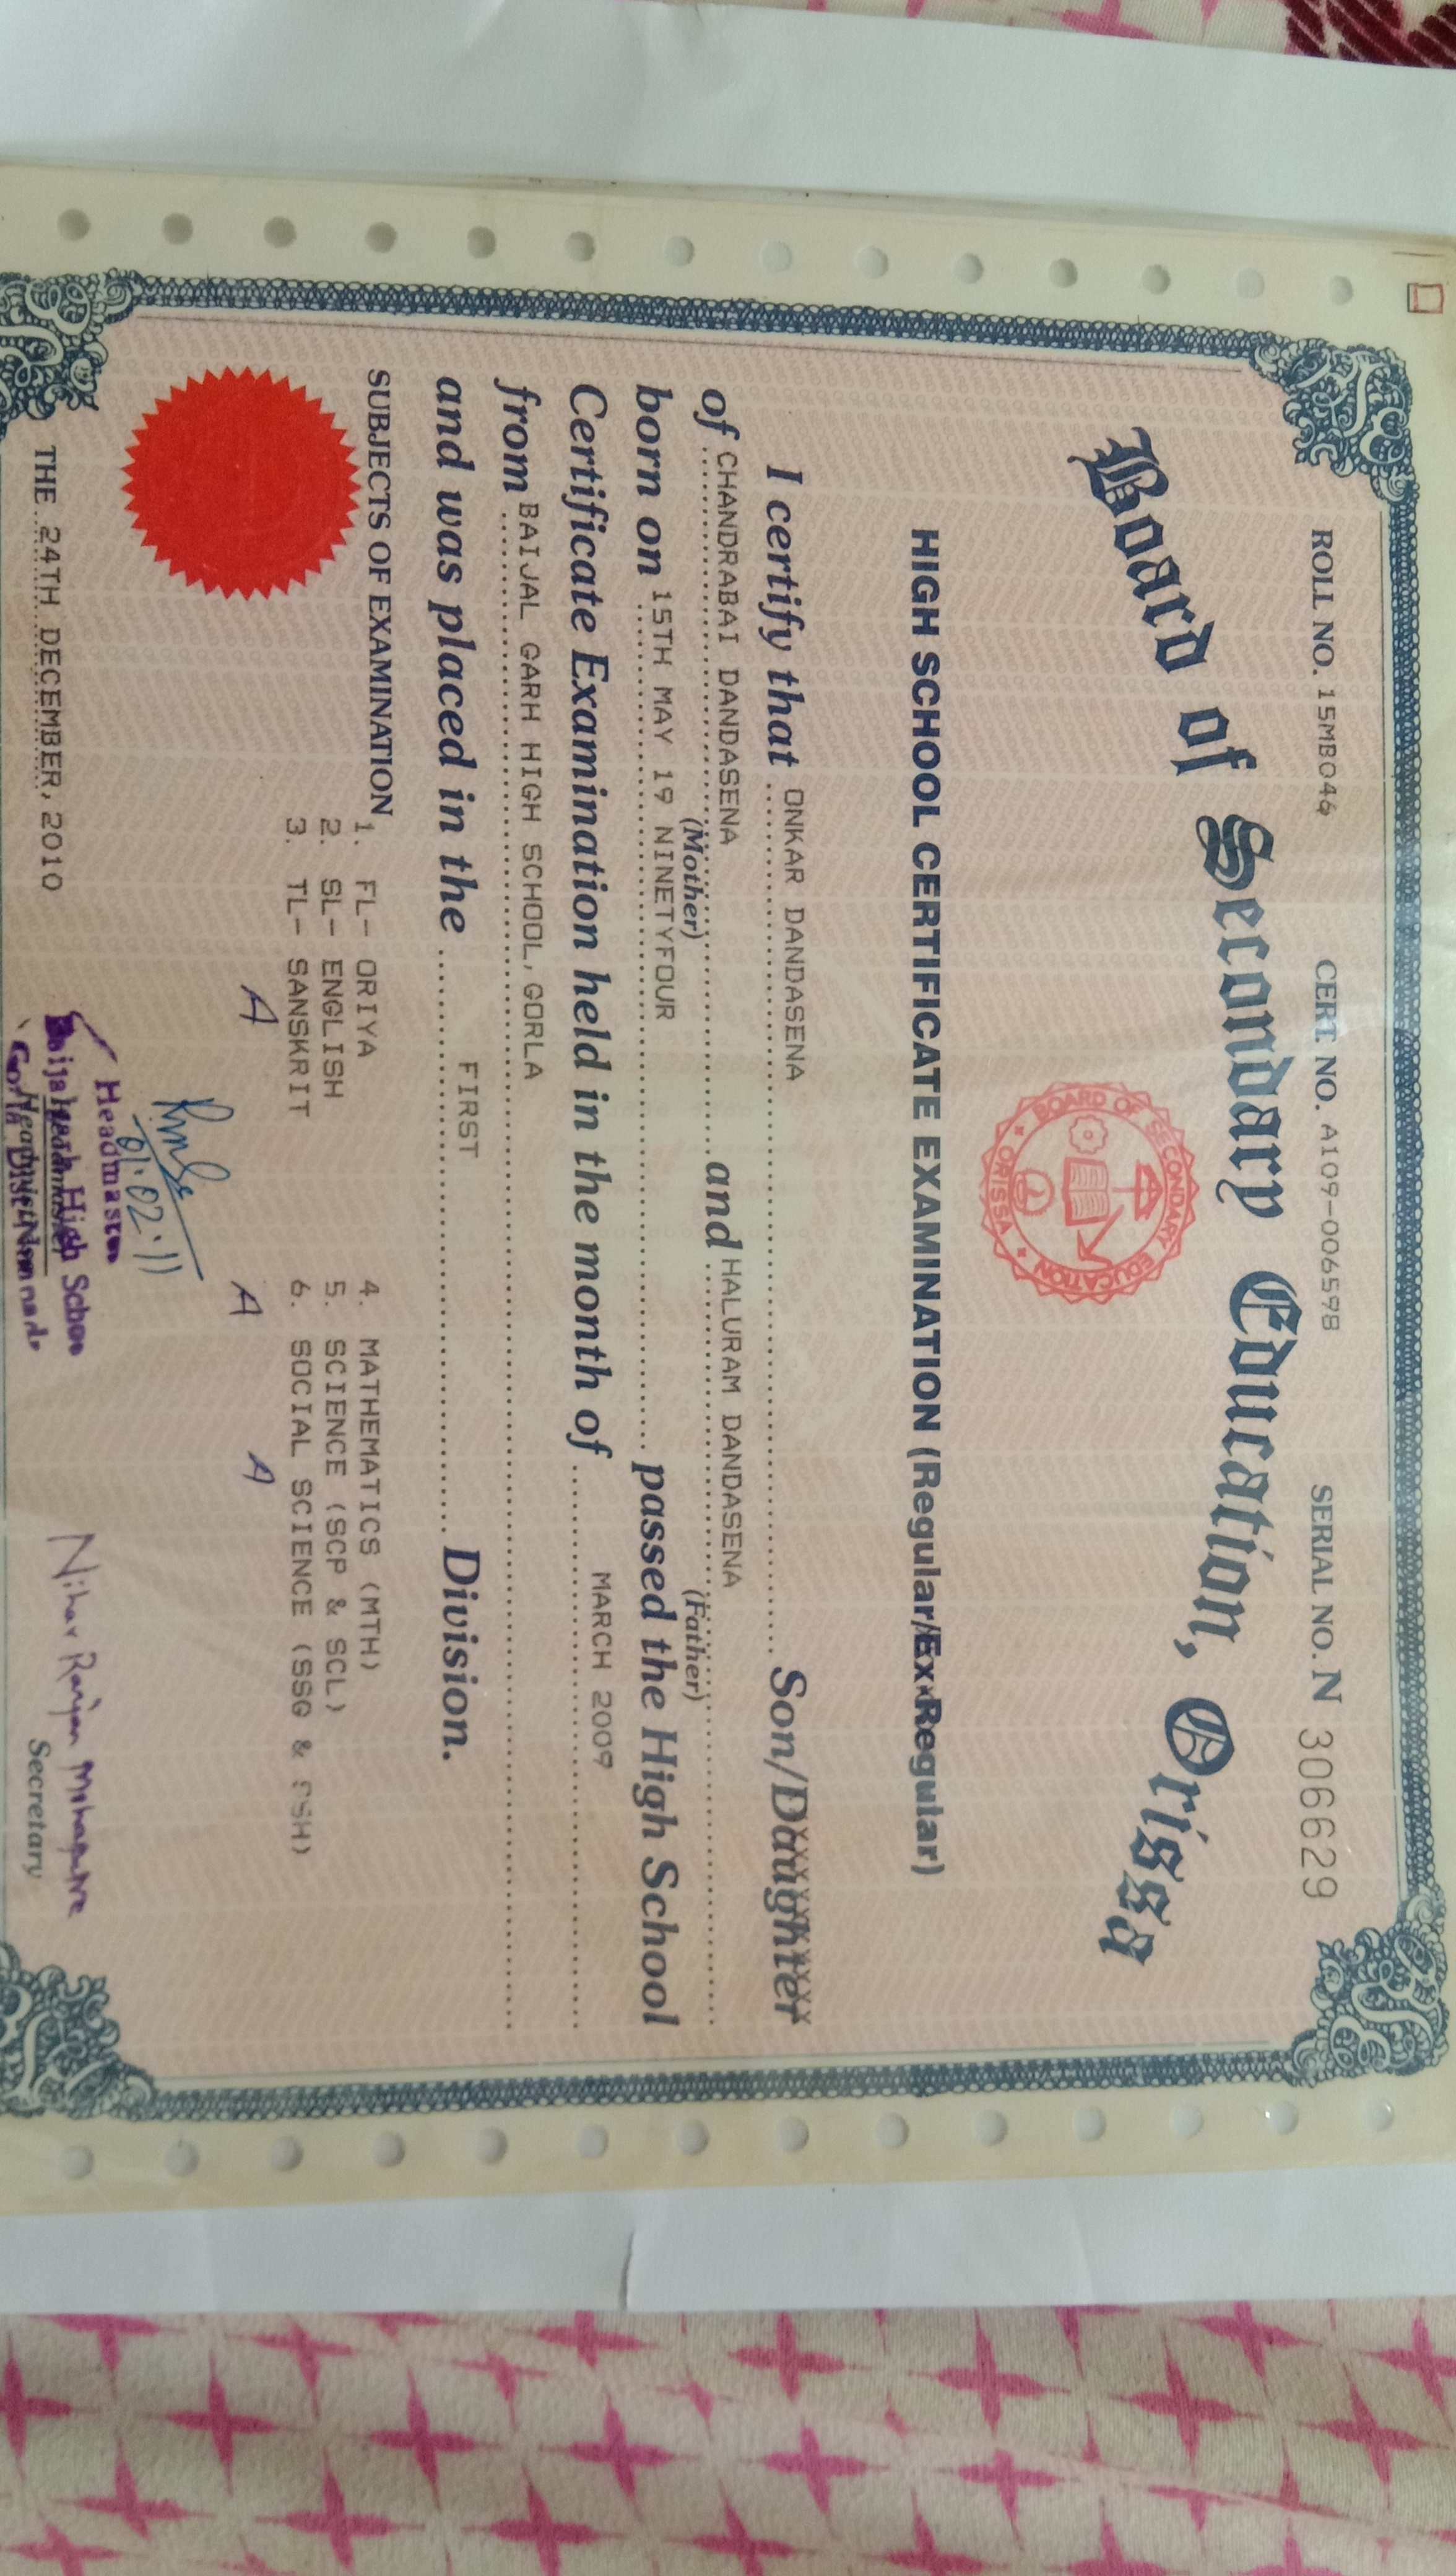 ROLL NO. 15MB046 CERT. NO. A109-006598 SERIAL NO. N 306629
Board of Secondary Education, Orissa
BOARD OF SECONDARY EDUCATION
ORISSA
HIGH SCHOOL CERTIFICATE EXAMINATION (Regular/Ex-Regular)
I certify that ONKAR DANDASENA Son/Daughter
of CHANDRABAI DANDASENA and HALURAM DANDASENA
(Mother) (Father)
born on 15TH MAY 19 NINETYFOUR passed the High School
Certificate Examination held in the month of MARCH 2009
from BAIJAL GARH HIGH SCHOOL, GORLA
and was placed in the FIRST Division.
SUBJECTS OF EXAMINATION
1. FL- ORIYA 4. MATHEMATICS (MTH)
2. SL- ENGLISH 5. SCIENCE (SCP & SCL)
3. TL- SANSKRIT 6. SOCIAL SCIENCE (SSG & SSH)
A A A
01.02.11
Headmaster
High School
Nihar Ranjan Mohapatra
THE 24TH DECEMBER, 2010
Secretary